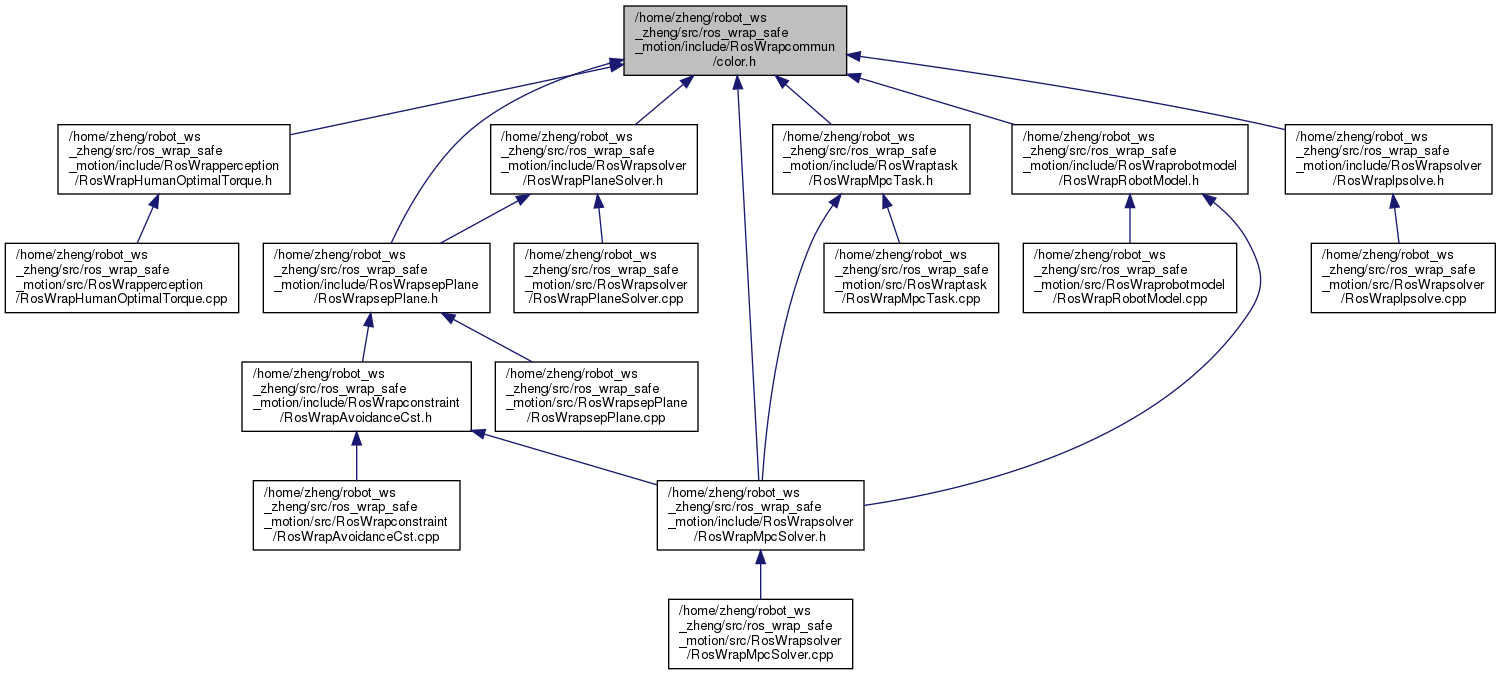 /home/zheng/robot_ws
_zheng/src/ros_wrap_safe
_motion/include/RosWrapcommun
/color.h
/home/zheng/robot_ws
_zheng/src/ros_wrap_safe
_motion/include/RosWrapperception
/RosWrapHumanOptimalTorque.h
/home/zheng/robot_ws
_zheng/src/ros_wrap_safe
_motion/include/RosWrapsolver
/RosWrapPlaneSolver.h
/home/zheng/robot_ws
_zheng/src/ros_wrap_safe
_motion/include/RosWraptask
/RosWrapMpcTask.h
/home/zheng/robot_ws
_zheng/src/ros_wrap_safe
_motion/include/RosWraprobotmodel
/RosWrapRobotModel.h
/home/zheng/robot_ws
_zheng/src/ros_wrap_safe
_motion/include/RosWrapsolver
/RosWrapIpsolve.h
/home/zheng/robot_ws
_zheng/src/ros_wrap_safe
_motion/src/RosWrapperception
/RosWrapHumanOptimalTorque.cpp
/home/zheng/robot_ws
_zheng/src/ros_wrap_safe
_motion/include/RosWrapsepPlane
/RosWrapsepPlane.h
/home/zheng/robot_ws
_zheng/src/ros_wrap_safe
_motion/src/RosWrapsolver
/RosWrapPlaneSolver.cpp
/home/zheng/robot_ws
_zheng/src/ros_wrap_safe
_motion/src/RosWraptask
/RosWrapMpcTask.cpp
/home/zheng/robot_ws
_zheng/src/ros_wrap_safe
_motion/src/RosWraprobotmodel
/RosWrapRobotModel.cpp
/home/zheng/robot_ws
_zheng/src/ros_wrap_safe
_motion/src/RosWrapsolver
/RosWrapIpsolve.cpp
/home/zheng/robot_ws
_zheng/src/ros_wrap_safe
_motion/include/RosWrapconstraint
/RosWrapAvoidanceCst.h
/home/zheng/robot_ws
_zheng/src/ros_wrap_safe
_motion/src/RosWrapsepPlane
/RosWrapsepPlane.cpp
/home/zheng/robot_ws
_zheng/src/ros_wrap_safe
_motion/src/RosWrapconstraint
/RosWrapAvoidanceCst.cpp
/home/zheng/robot_ws
_zheng/src/ros_wrap_safe
_motion/include/RosWrapsolver
/RosWrapMpcSolver.h
/home/zheng/robot_ws
_zheng/src/ros_wrap_safe
_motion/src/RosWrapsolver
/RosWrapMpcSolver.cpp